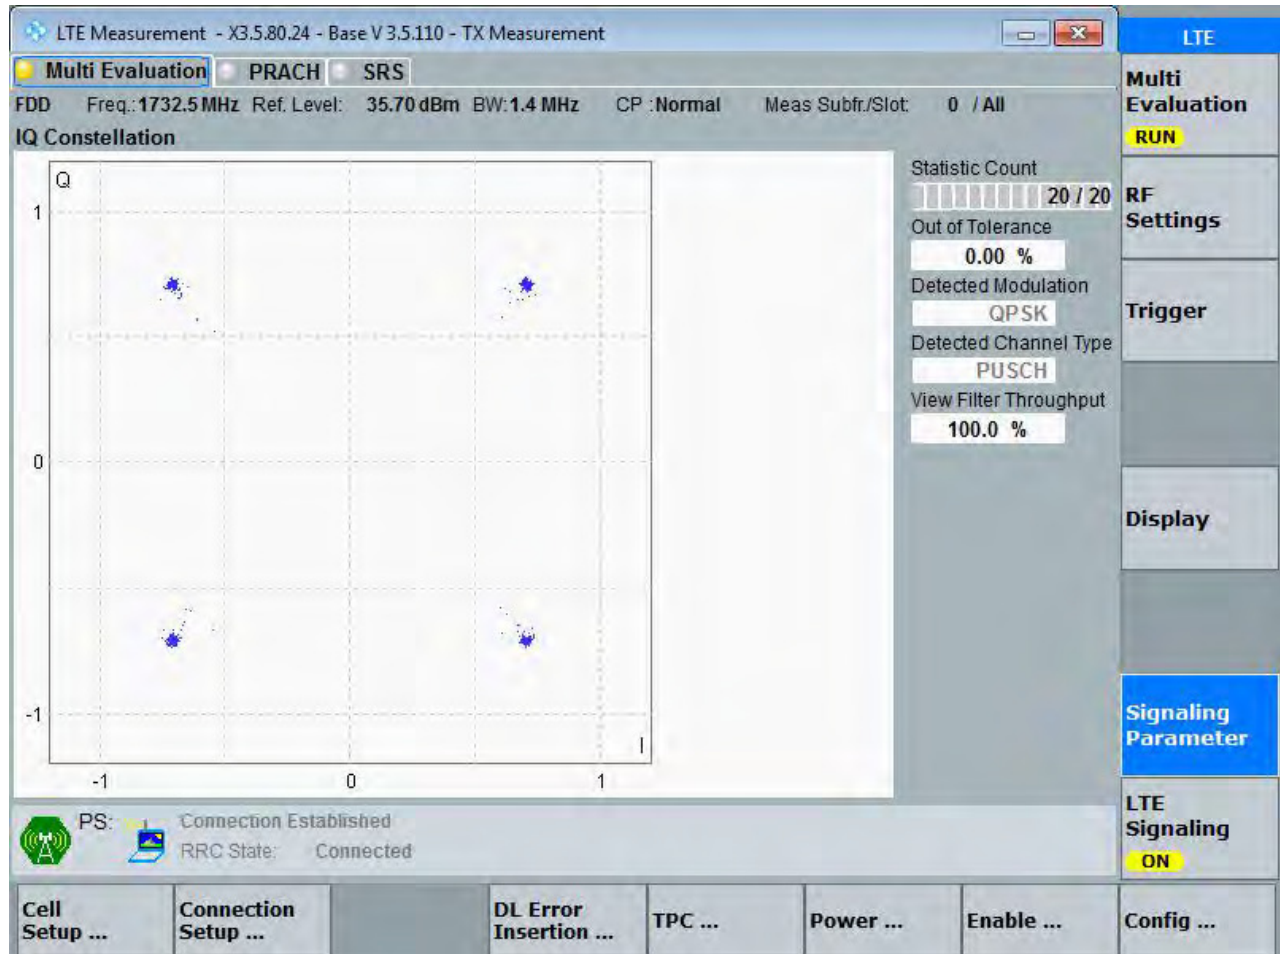 LTE Measurement - X3.5.80.24 - Base V 3.5.110 - TX Measurement
Multi Evaluation PRACH SRS
FDD Freq.: 1732.5 MHz Ref. Level: 35.70 dBm BW: 1.4 MHz CP : Normal Meas Subfr./Slot: 0 / All
IQ Constellation
Q
1
0
-1
I
-1 0 1
Statistic Count
20 / 20
Out of Tolerance
0.00 %
Detected Modulation
QPSK
Detected Channel Type
PUSCH
View Filter Throughput
100.0 %
PS: Connection Established
RRC State: Connected
LTE
Multi
Evaluation
RUN
RF
Settings
Trigger
Display
Signaling
Parameter
LTE
Signaling
ON
Cell
Setup ...
Connection
Setup ...
DL Error
Insertion ...
TPC ...
Power ...
Enable ...
Config ...